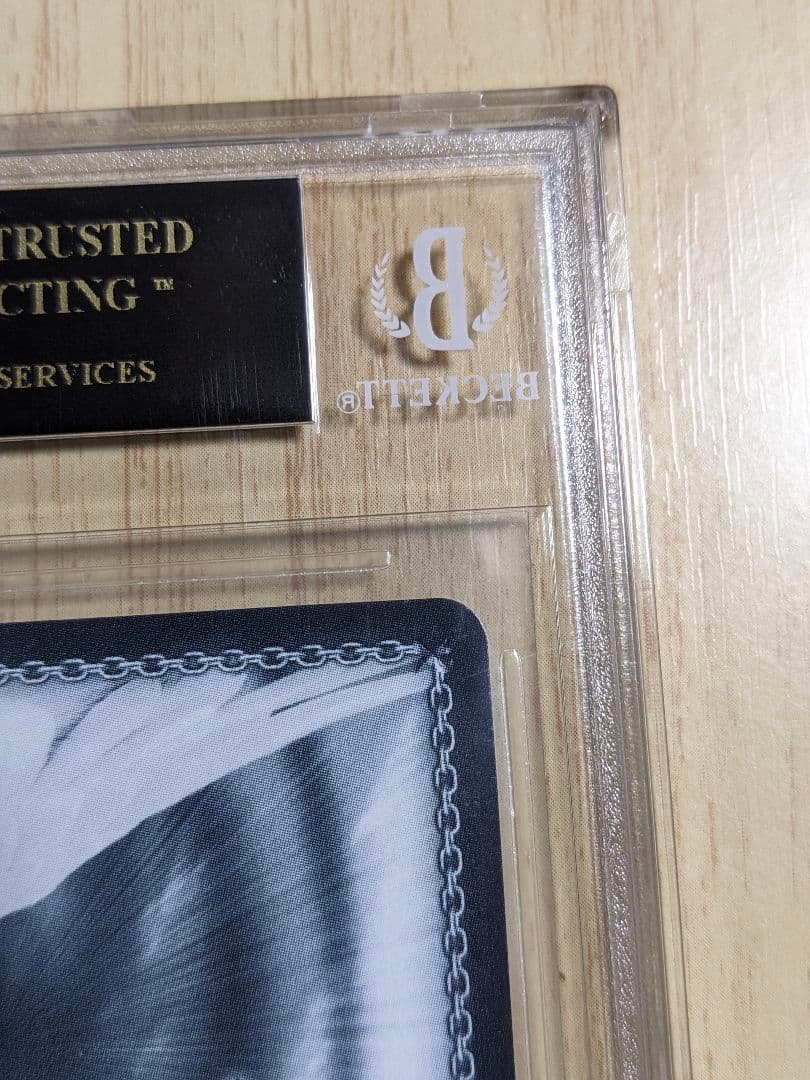 TRUSTED
CTING ™
SERVICES
B
BECKETT®